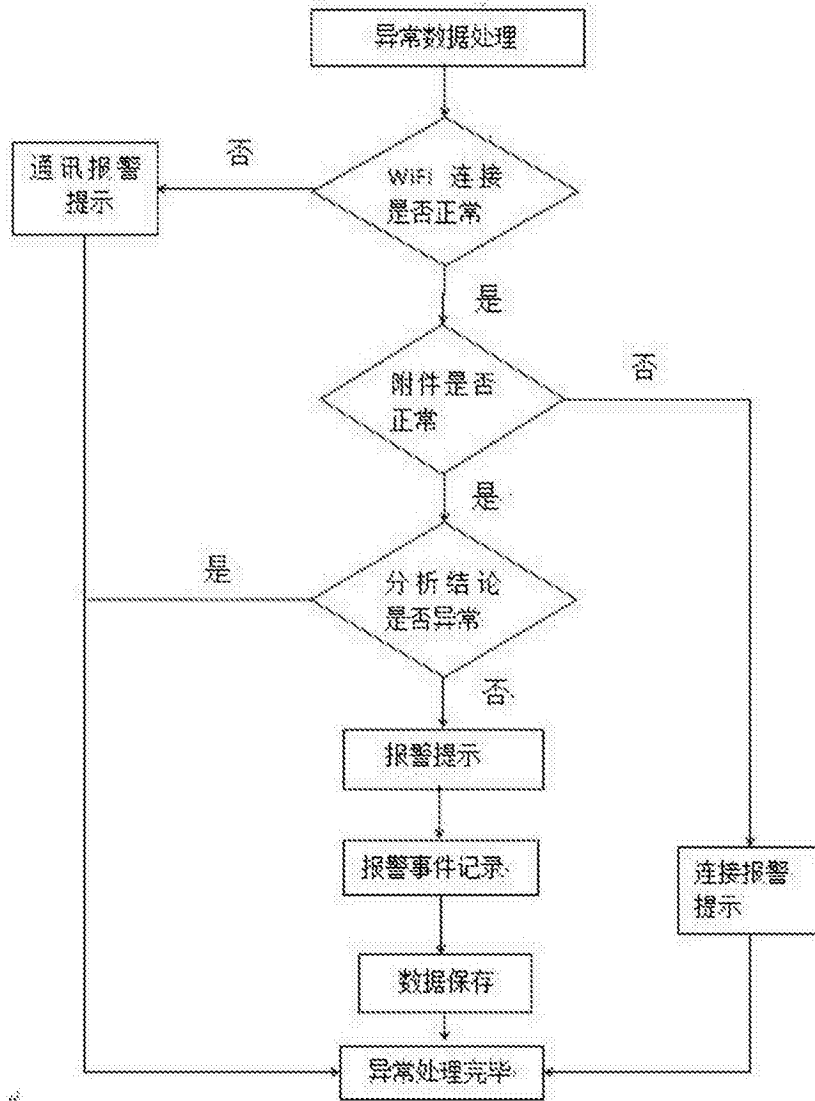 异常数据处理
否
通讯报警
提示
WIFI 连接
是否正常
是
附件是否
正常
否
是
分析结论
是否异常
是
否
报警提示
报警事件记录
连接报警
提示
数据保存
异常处理完毕